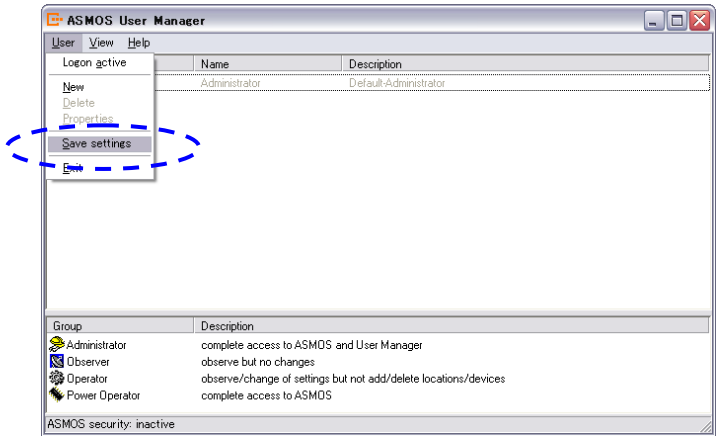 ASMOS User Manager
User View Help
Name Description
Logon active
Administrator Default-Administrator
New
Delete
Properties
Save settings
Exit
Group Description
Administrator complete access to ASMOS and User Manager
Observer observe but no changes
Operator observe/change of settings but not add/delete locations/devices
Power Operator complete access to ASMOS
ASMOS security: inactive